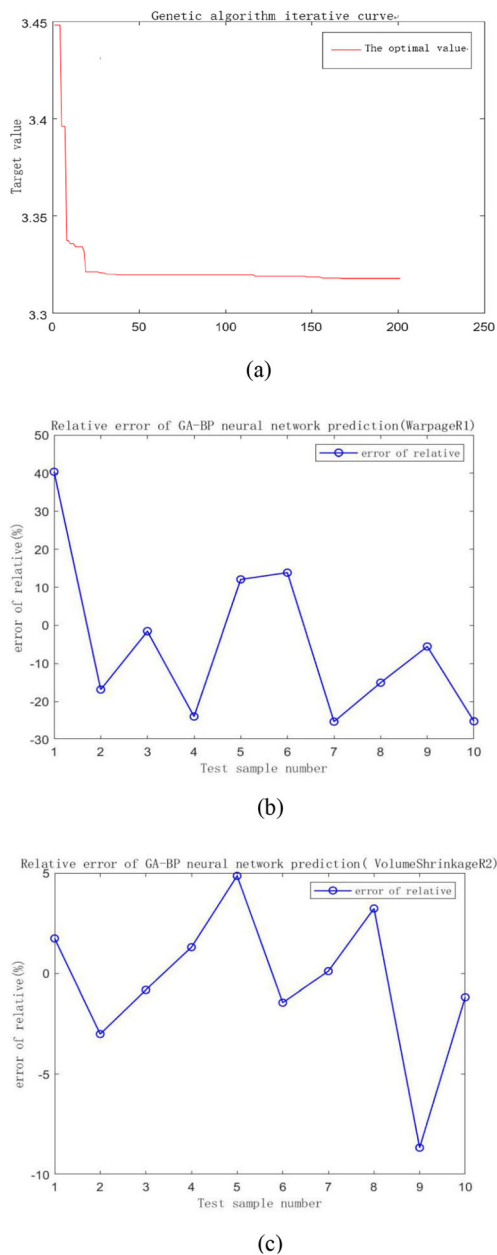 Genetic algorithm iterative curve
The optimal value
3.45
3.4
3.35
3.3
Target value
0 50 100 150 200 250
(a)
Relative error of GA-BP neural network prediction(WarpageR1)
error of relative
50
40
30
20
10
0
-10
-20
-30
error of relative(%)
1 2 3 4 5 6 7 8 9 10
Test sample number
(b)
Relative error of GA-BP neural network prediction( VolumeShrinkageR2)
error of relative
5
0
-5
-10
error of relative(%)
1 2 3 4 5 6 7 8 9 10
Test sample number
(c)